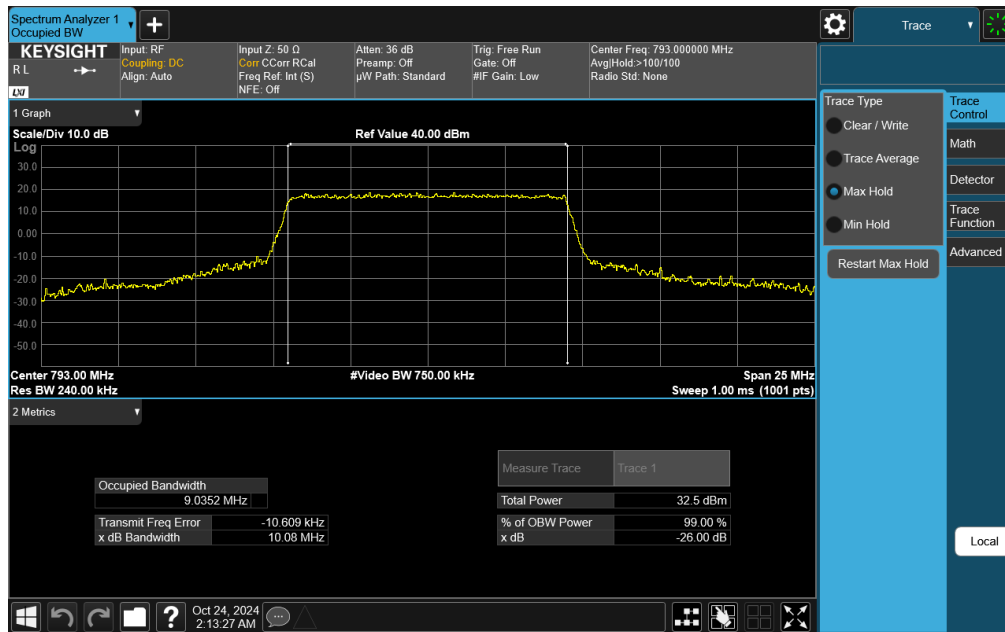 Spectrum Analyzer 1
Occupied BW
Trace
KEYSIGHT
R L
LXI
Input: RF
Coupling: DC
Align: Auto
Input Z: 50 Ω
Corr CCorr RCal
Freq Ref: Int (S)
NFE: Off
Atten: 36 dB
Preamp: Off
µW Path: Standard
Trig: Free Run
Gate: Off
#IF Gain: Low
Center Freq: 793.000000 MHz
Avg|Hold:>100/100
Radio Std: None
1 Graph
Scale/Div 10.0 dB
Ref Value 40.00 dBm
Log
30.0
20.0
10.0
0.00
-10.0
-20.0
-30.0
-40.0
-50.0
Center 793.00 MHz
#Video BW 750.00 kHz
Span 25 MHz
Res BW 240.00 kHz
Sweep 1.00 ms (1001 pts)
2 Metrics
Measure Trace
Trace 1
Occupied Bandwidth
9.0352 MHz
Total Power
32.5 dBm
Transmit Freq Error
-10.609 kHz
% of OBW Power
99.00 %
x dB Bandwidth
10.08 MHz
x dB
-26.00 dB
Trace Type
Clear / Write
Trace Average
Max Hold
Min Hold
Restart Max Hold
Trace
Control
Math
Detector
Trace
Function
Advanced
Local
?
Oct 24, 2024
2:13:27 AM